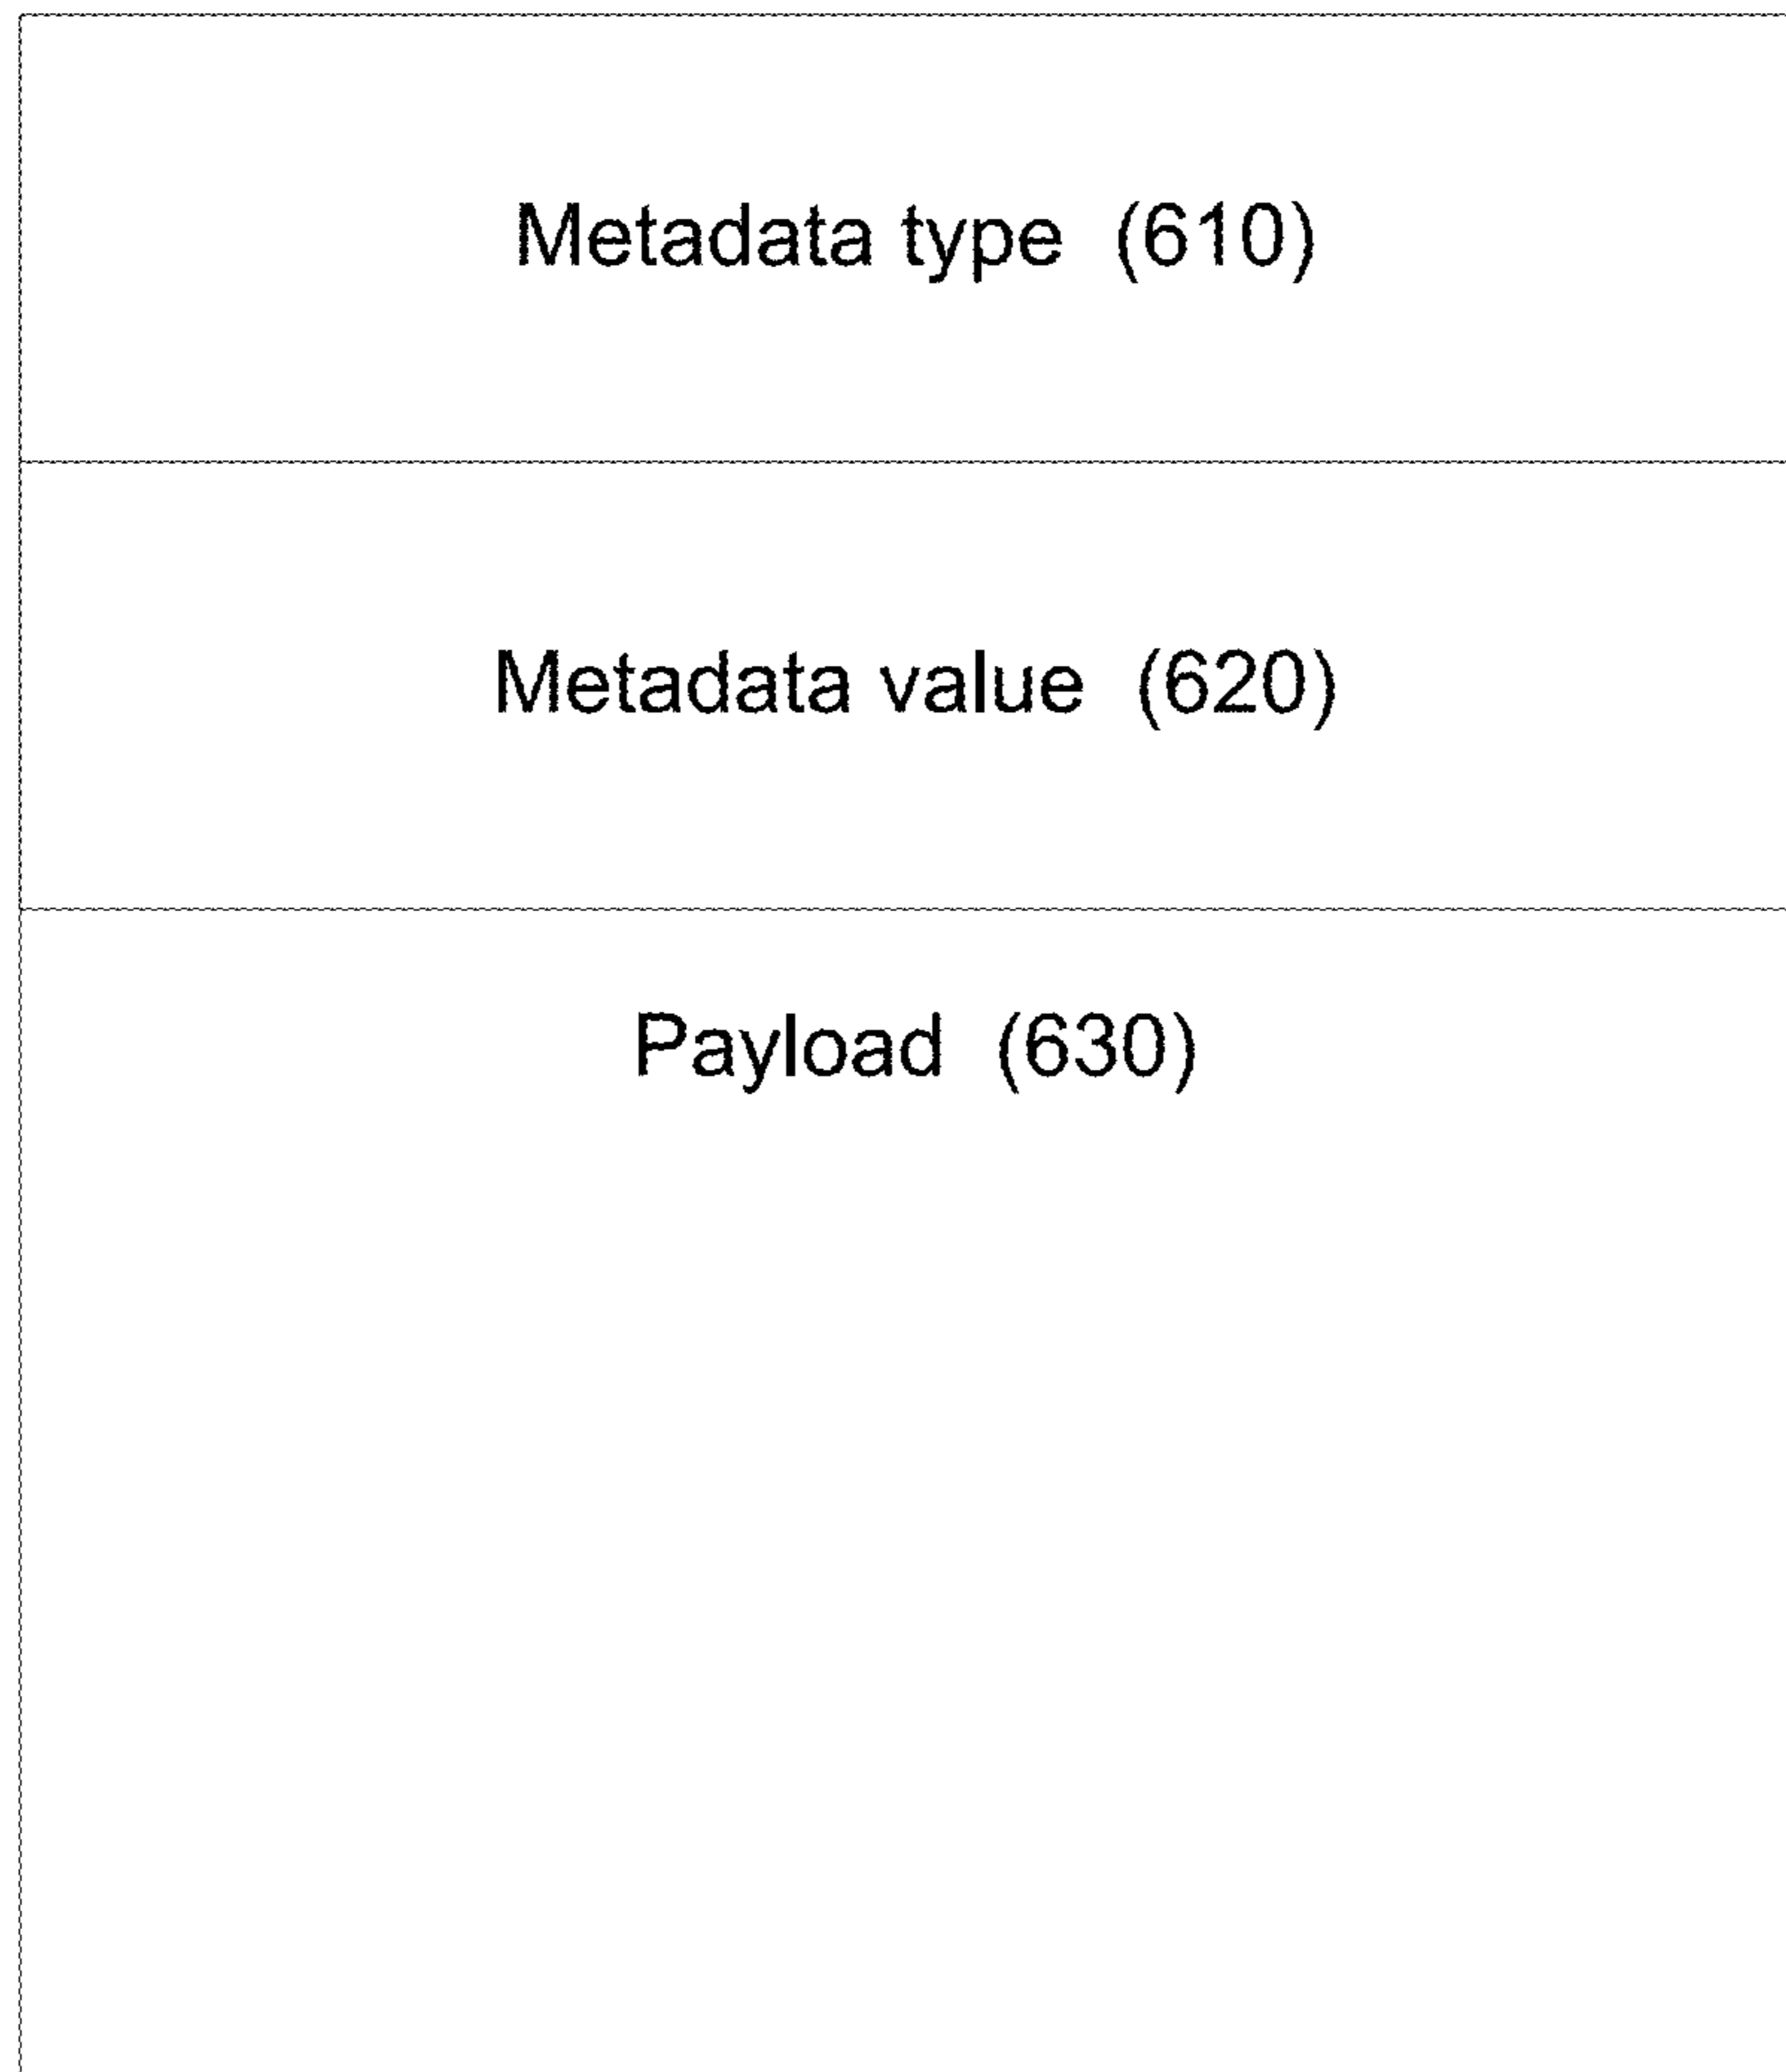 Metadata type (610)
Metadata value (620)
Payload (630)